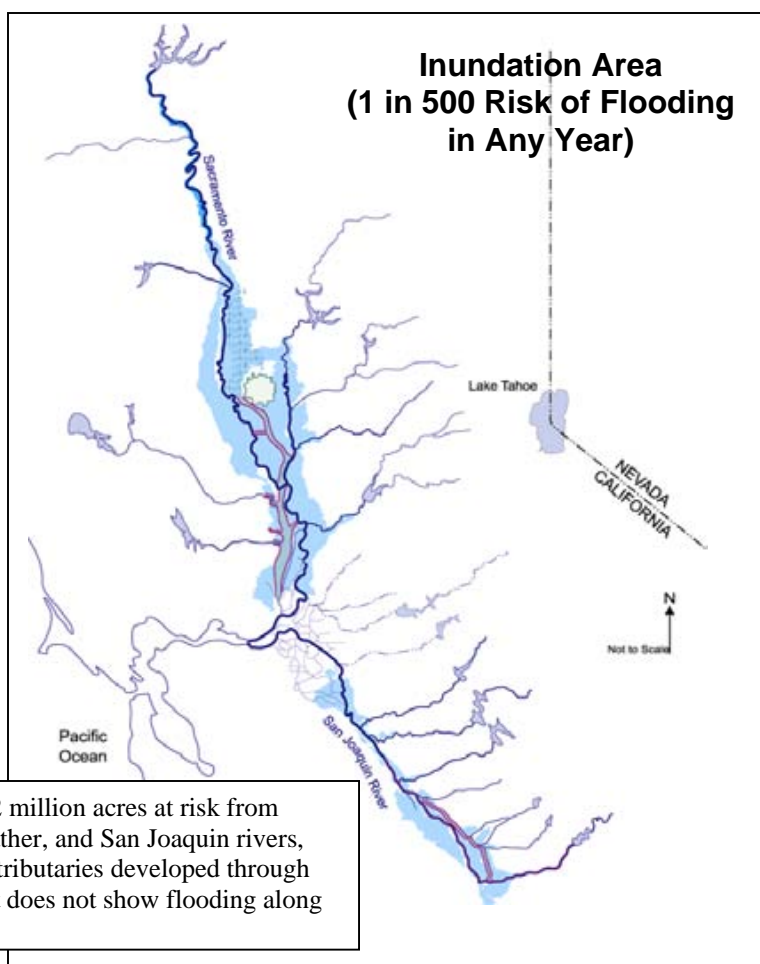 Inundation Area
(1 in 500 Risk of Flooding
in Any Year)
Sacramento River
Lake Tahoe
NEVADA
CALIFORNIA
N
Not to Scale
Pacific
Ocean
San Joaquin River
million acres at risk from
ther, and San Joaquin rivers,
tributaries developed through
does not show flooding along